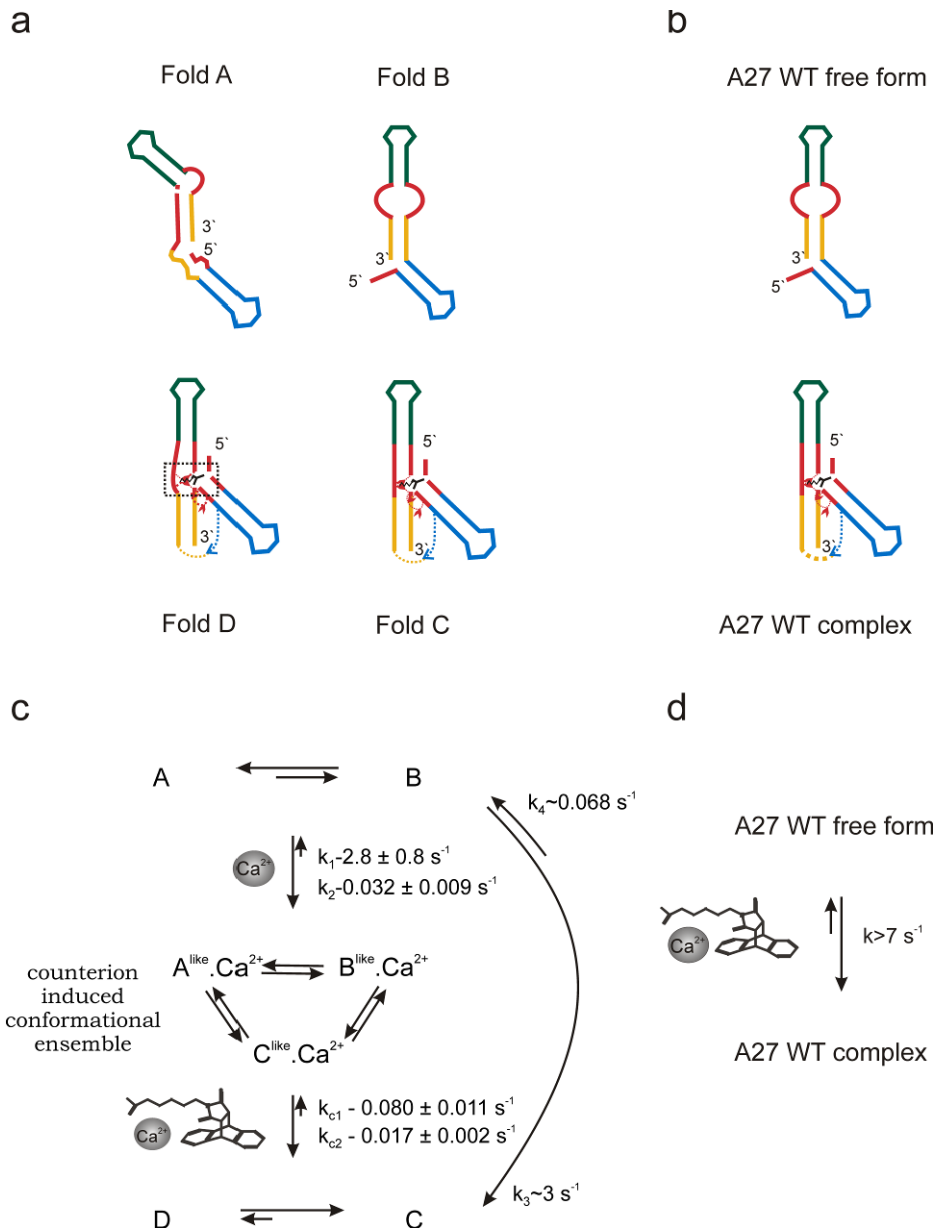 a
b
Fold A
Fold B
A27 WT free form
3`
5`
3`
5`
3`
5`
5`
3`
5`
3`
5`
3`
Fold D
Fold C
A27 WT complex
c
d
A
B
k4~0.068 s-1
Ca2+
k1-2.8 ± 0.8 s-1
k2-0.032 ± 0.009 s-1
A27 WT free form
Ca2+
k>7 s-1
counterion
induced
conformational
ensemble
Alike.Ca2+
Blike.Ca2+
Clike.Ca2+
A27 WT complex
Ca2+
kc1 - 0.080 ± 0.011 s-1
kc2 - 0.017 ± 0.002 s-1
k3~3 s-1
D
C